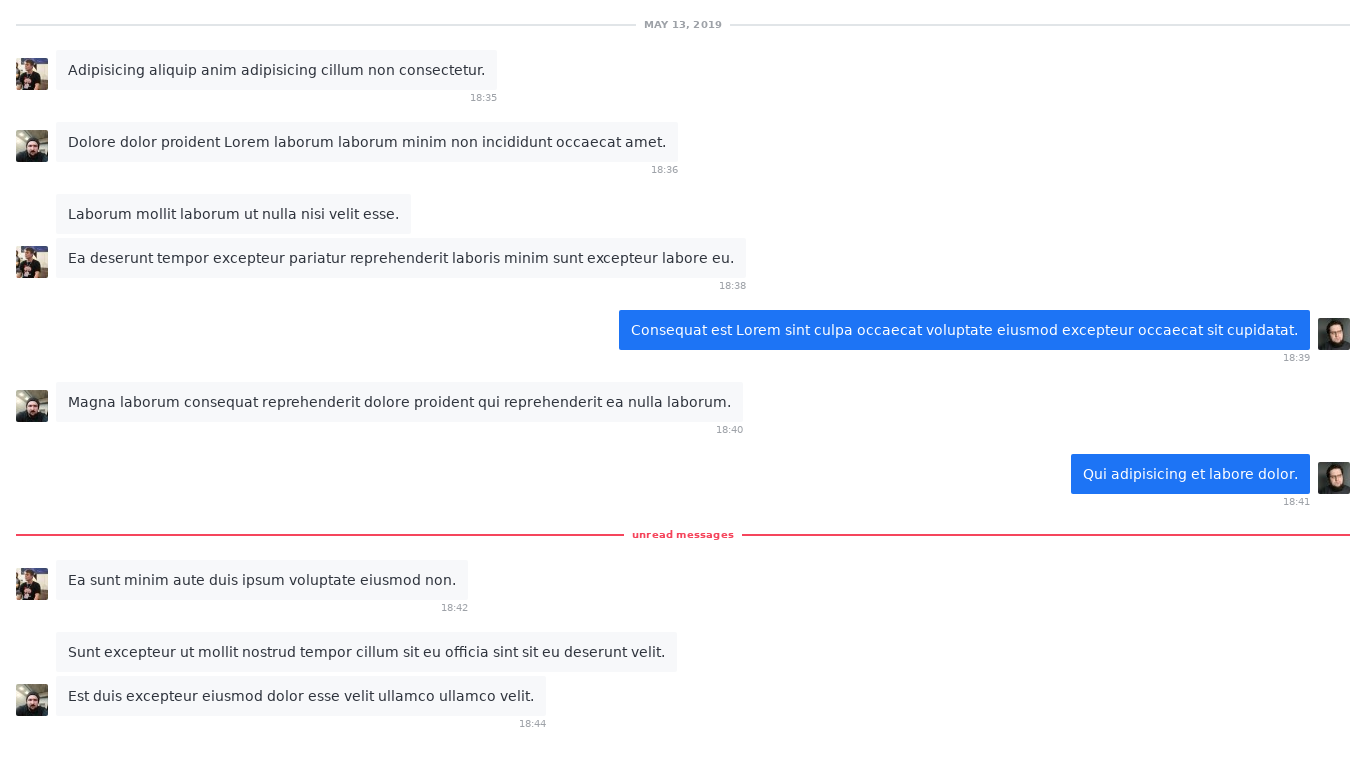 MAY 13, 2019
Adipisicing aliquip anim adipisicing cillum non consectetur.
18:35
Dolore dolor proident Lorem laborum laborum minim non incididunt occaecat amet.
18:36
Laborum mollit laborum ut nulla nisi velit esse.
Ea deserunt tempor excepteur pariatur reprehenderit laboris minim sunt excepteur labore eu.
18:38
Consequat est Lorem sint culpa occaecat voluptate eiusmod excepteur occaecat sit cupidatat.
18:39
Magna laborum consequat reprehenderit dolore proident qui reprehenderit ea nulla laborum.
18:40
Qui adipisicing et labore dolor.
18:41
unread messages
Ea sunt minim aute duis ipsum voluptate eiusmod non.
18:42
Sunt excepteur ut mollit nostrud tempor cillum sit eu officia sint sit eu deserunt velit.
Est duis excepteur eiusmod dolor esse velit ullamco ullamco velit.
18:44